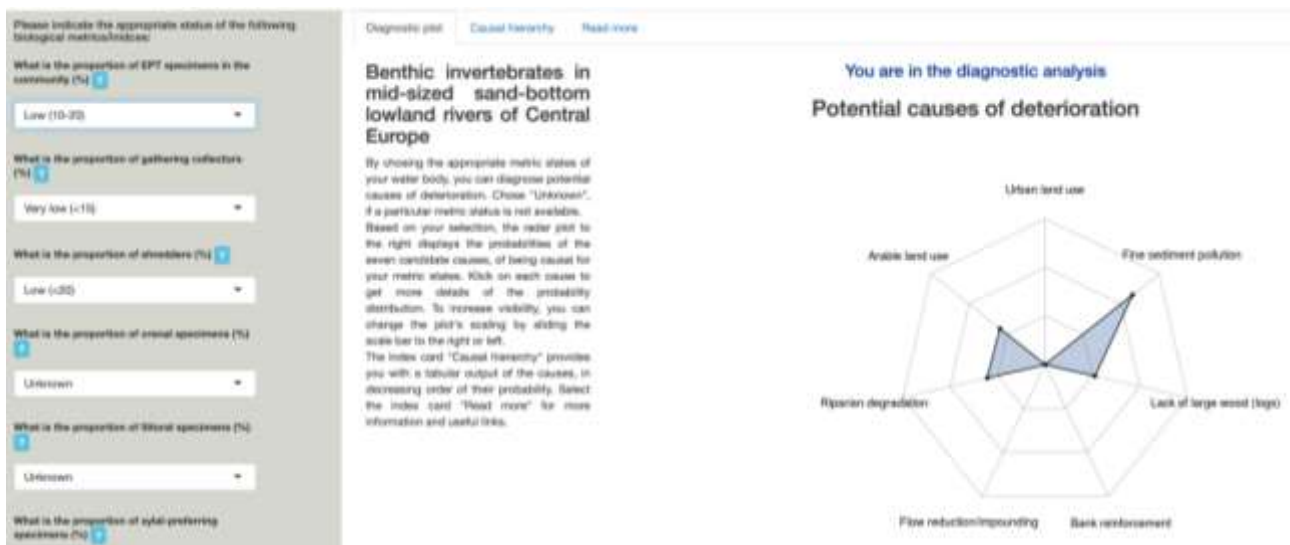 Please indicate the appropriate status of the following
biological metrics/indices:
What is the proportion of EPT specimens in the
community (%) ?
Low (10-20)
What is the proportion of gathering collectors
(%) ?
Very low (<15)
What is the proportion of shredders (%) ?
Low (<20)
What is the proportion of crenal specimens (%)
?
Unknown
What is the proportion of littoral specimens (%)
?
Unknown
What is the proportion of xylal-preferring
specimens (%) ?
Diagnostic plot
Causal hierarchy
Read more
Benthic invertebrates in
mid-sized sand-bottom
lowland rivers of Central
Europe
By chosing the appropriate metric states of
your water body, you can diagnose potential
causes of deterioration. Chose "Unknown",
if a particular metric status is not available.
Based on your selection, the radar plot to
the right displays the probabilities of the
seven candidate causes, of being causal for
your metric states. Klick on each cause to
get more details of the probability
distribution. To increase visibility, you can
change the plot's scaling by sliding the
scale bar to the right or left.
The index card "Causal hierarchy" provides
you with a tabular output of the causes, in
decreasing order of their probability. Select
the index card "Read more" for more
information and useful links.
You are in the diagnostic analysis
Potential causes of deterioration
Urban land use
Arable land use
Fine sediment pollution
Riparian degradation
Lack of large wood (logs)
Flow reduction/impounding
Bank reinforcement